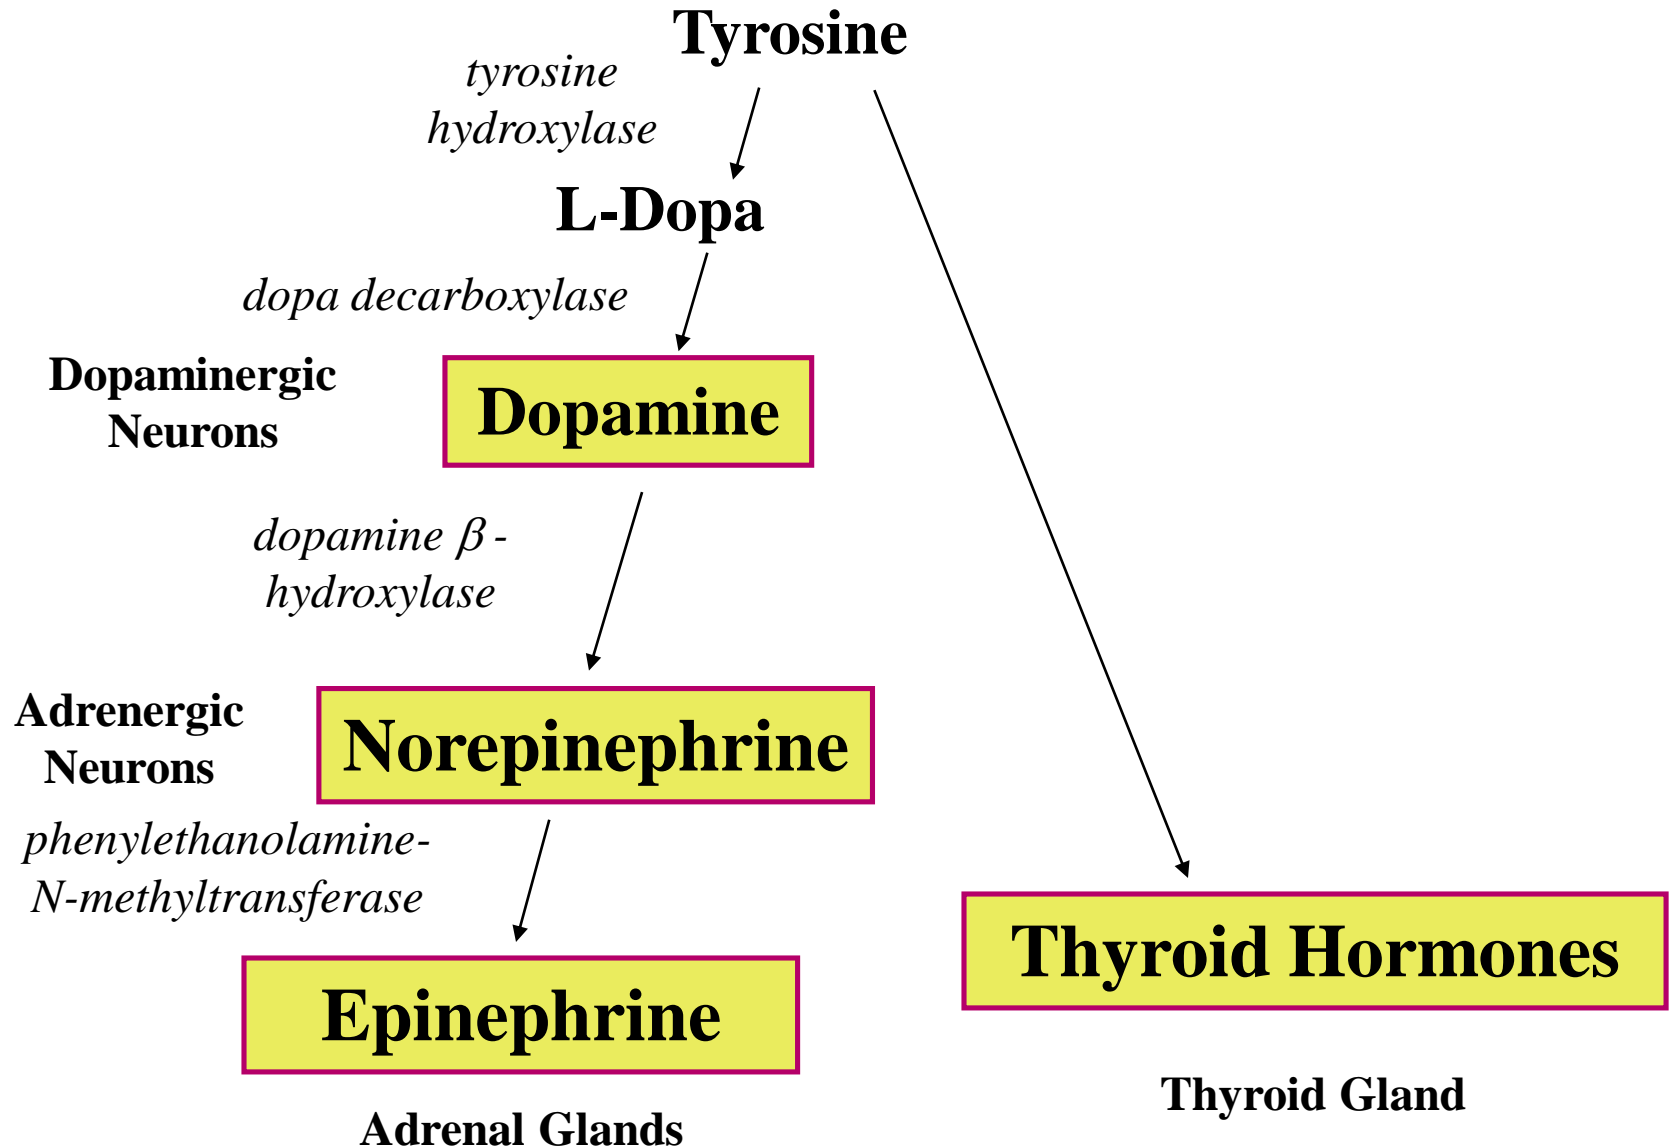 Tyrosine
tyrosine
hydroxylase
L-Dopa
dopa decarboxylase
Dopaminergic
Neurons
Dopamine
dopamine β -
hydroxylase
Adrenergic
Neurons
Norepinephrine
phenylethanolamine-
N-methyltransferase
Epinephrine
Adrenal Glands
Thyroid Hormones
Thyroid Gland